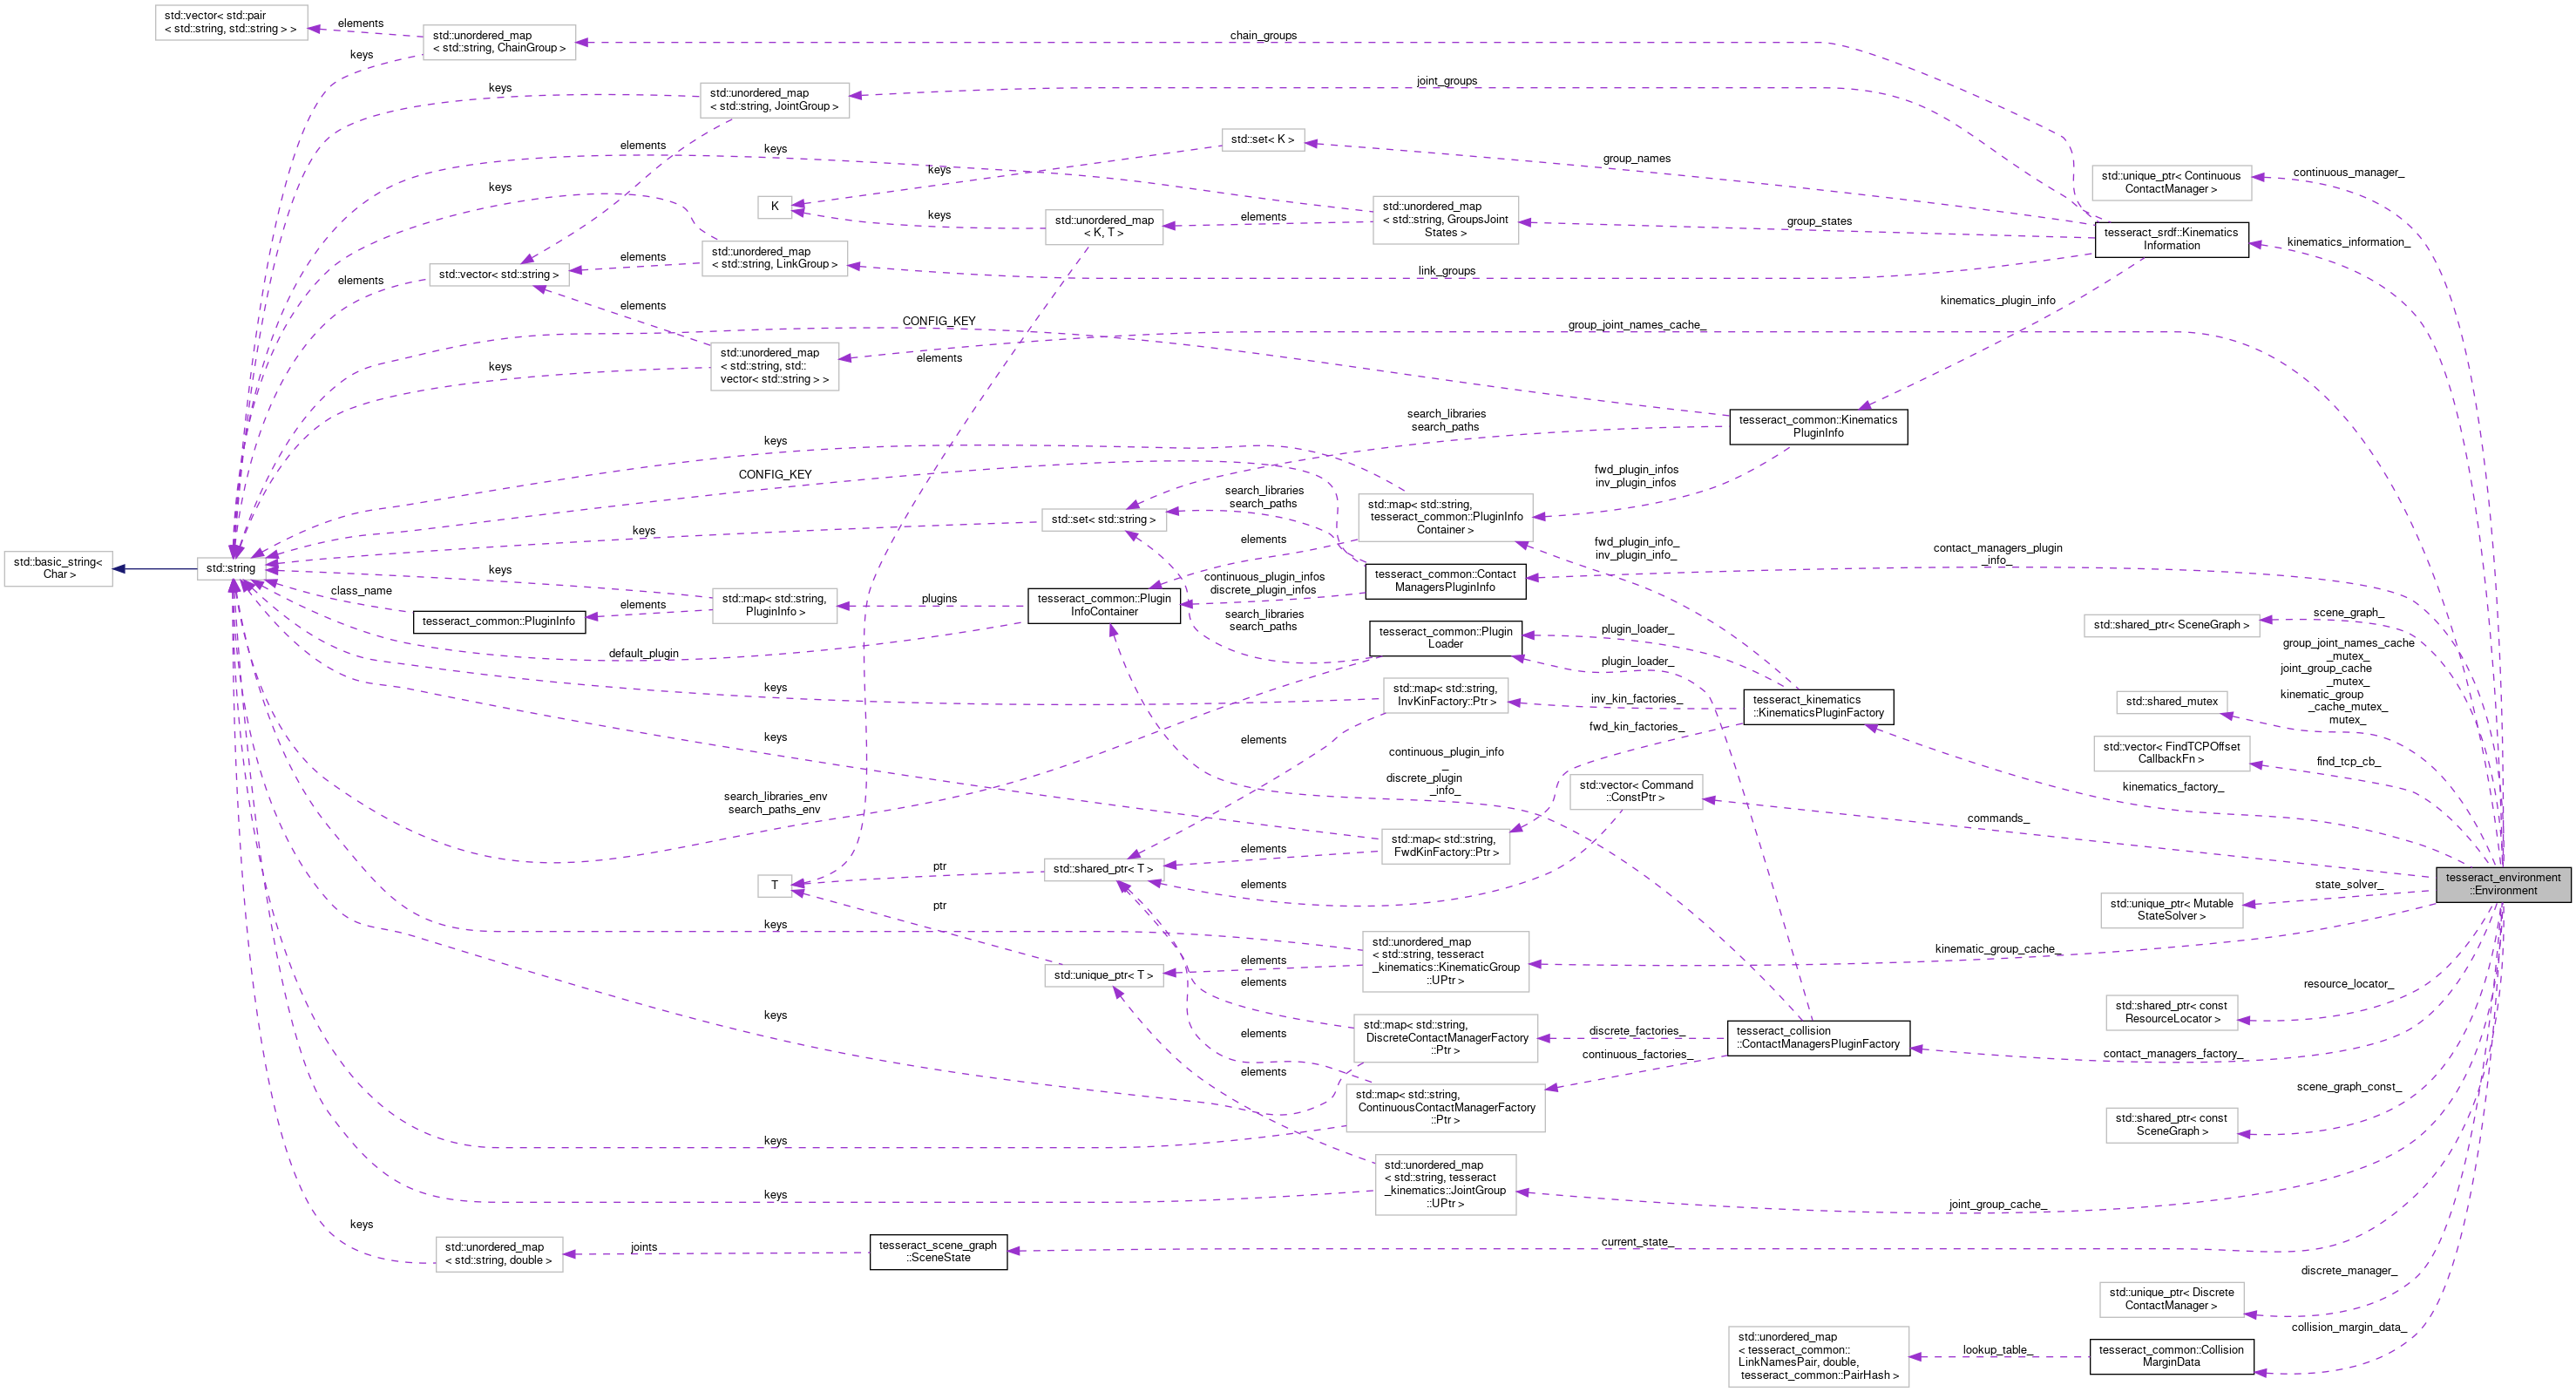 std::vector< std::pair
< std::string, std::string > >
elements
std::unordered_map
< std::string, ChainGroup >
chain_groups
keys
std::unordered_map
< std::string, JointGroup >
joint_groups
keys
std::set< K >
elements
keys
group_names
keys
std::unique_ptr< Continuous
ContactManager >
continuous_manager_
keys
K
std::unordered_map
< K, T >
keys
elements
std::unordered_map
< std::string, GroupsJoint
States >
group_states
tesseract_srdf::Kinematics
Information
kinematics_information_
std::unordered_map
< std::string, LinkGroup >
elements
link_groups
std::vector< std::string >
elements
elements
kinematics_plugin_info
CONFIG_KEY
group_joint_names_cache_
std::unordered_map
< std::string, std::
vector< std::string > >
keys
elements
tesseract_common::Kinematics
PluginInfo
search_libraries
search_paths
keys
CONFIG_KEY
fwd_plugin_infos
inv_plugin_infos
search_libraries
search_paths
std::map< std::string,
tesseract_common::PluginInfo
Container >
std::set< std::string >
keys
elements
fwd_plugin_info_
inv_plugin_info_
contact_managers_plugin
_info_
std::basic_string<
Char >
std::string
keys
class_name
tesseract_common::PluginInfo
elements
std::map< std::string,
PluginInfo >
plugins
tesseract_common::Plugin
InfoContainer
continuous_plugin_infos
discrete_plugin_infos
tesseract_common::Contact
ManagersPluginInfo
search_libraries
search_paths
std::shared_ptr< SceneGraph >
scene_graph_
default_plugin
tesseract_common::Plugin
Loader
plugin_loader_
plugin_loader_
group_joint_names_cache
_mutex_
joint_group_cache
_mutex_
kinematic_group
_cache_mutex_
mutex_
std::shared_mutex
keys
std::map< std::string,
InvKinFactory::Ptr >
inv_kin_factories_
tesseract_kinematics
::KinematicsPluginFactory
fwd_kin_factories_
keys
elements
continuous_plugin_info
_
discrete_plugin
_info_
std::vector< FindTCPOffset
CallbackFn >
find_tcp_cb_
kinematics_factory_
search_libraries_env
search_paths_env
std::vector< Command
::ConstPtr >
commands_
std::map< std::string,
FwdKinFactory::Ptr >
elements
std::shared_ptr< T >
ptr
T
elements
tesseract_environment
::Environment
state_solver_
std::unique_ptr< Mutable
StateSolver >
ptr
keys
std::unordered_map
< std::string, tesseract
_kinematics::KinematicGroup
::UPtr >
kinematic_group_cache_
elements
std::unique_ptr< T >
elements
resource_locator_
std::shared_ptr< const
ResourceLocator >
keys
std::map< std::string,
DiscreteContactManagerFactory
::Ptr >
discrete_factories_
tesseract_collision
::ContactManagersPluginFactory
elements
continuous_factories_
contact_managers_factory_
elements
std::map< std::string,
ContinuousContactManagerFactory
::Ptr >
scene_graph_const_
std::shared_ptr< const
SceneGraph >
keys
std::unordered_map
< std::string, tesseract
_kinematics::JointGroup
::UPtr >
keys
joint_group_cache_
keys
std::unordered_map
< std::string, double >
joints
tesseract_scene_graph
::SceneState
current_state_
discrete_manager_
std::unique_ptr< Discrete
ContactManager >
collision_margin_data_
std::unordered_map
< tesseract_common::
LinkNamesPair, double,
tesseract_common::PairHash >
lookup_table_
tesseract_common::Collision
MarginData